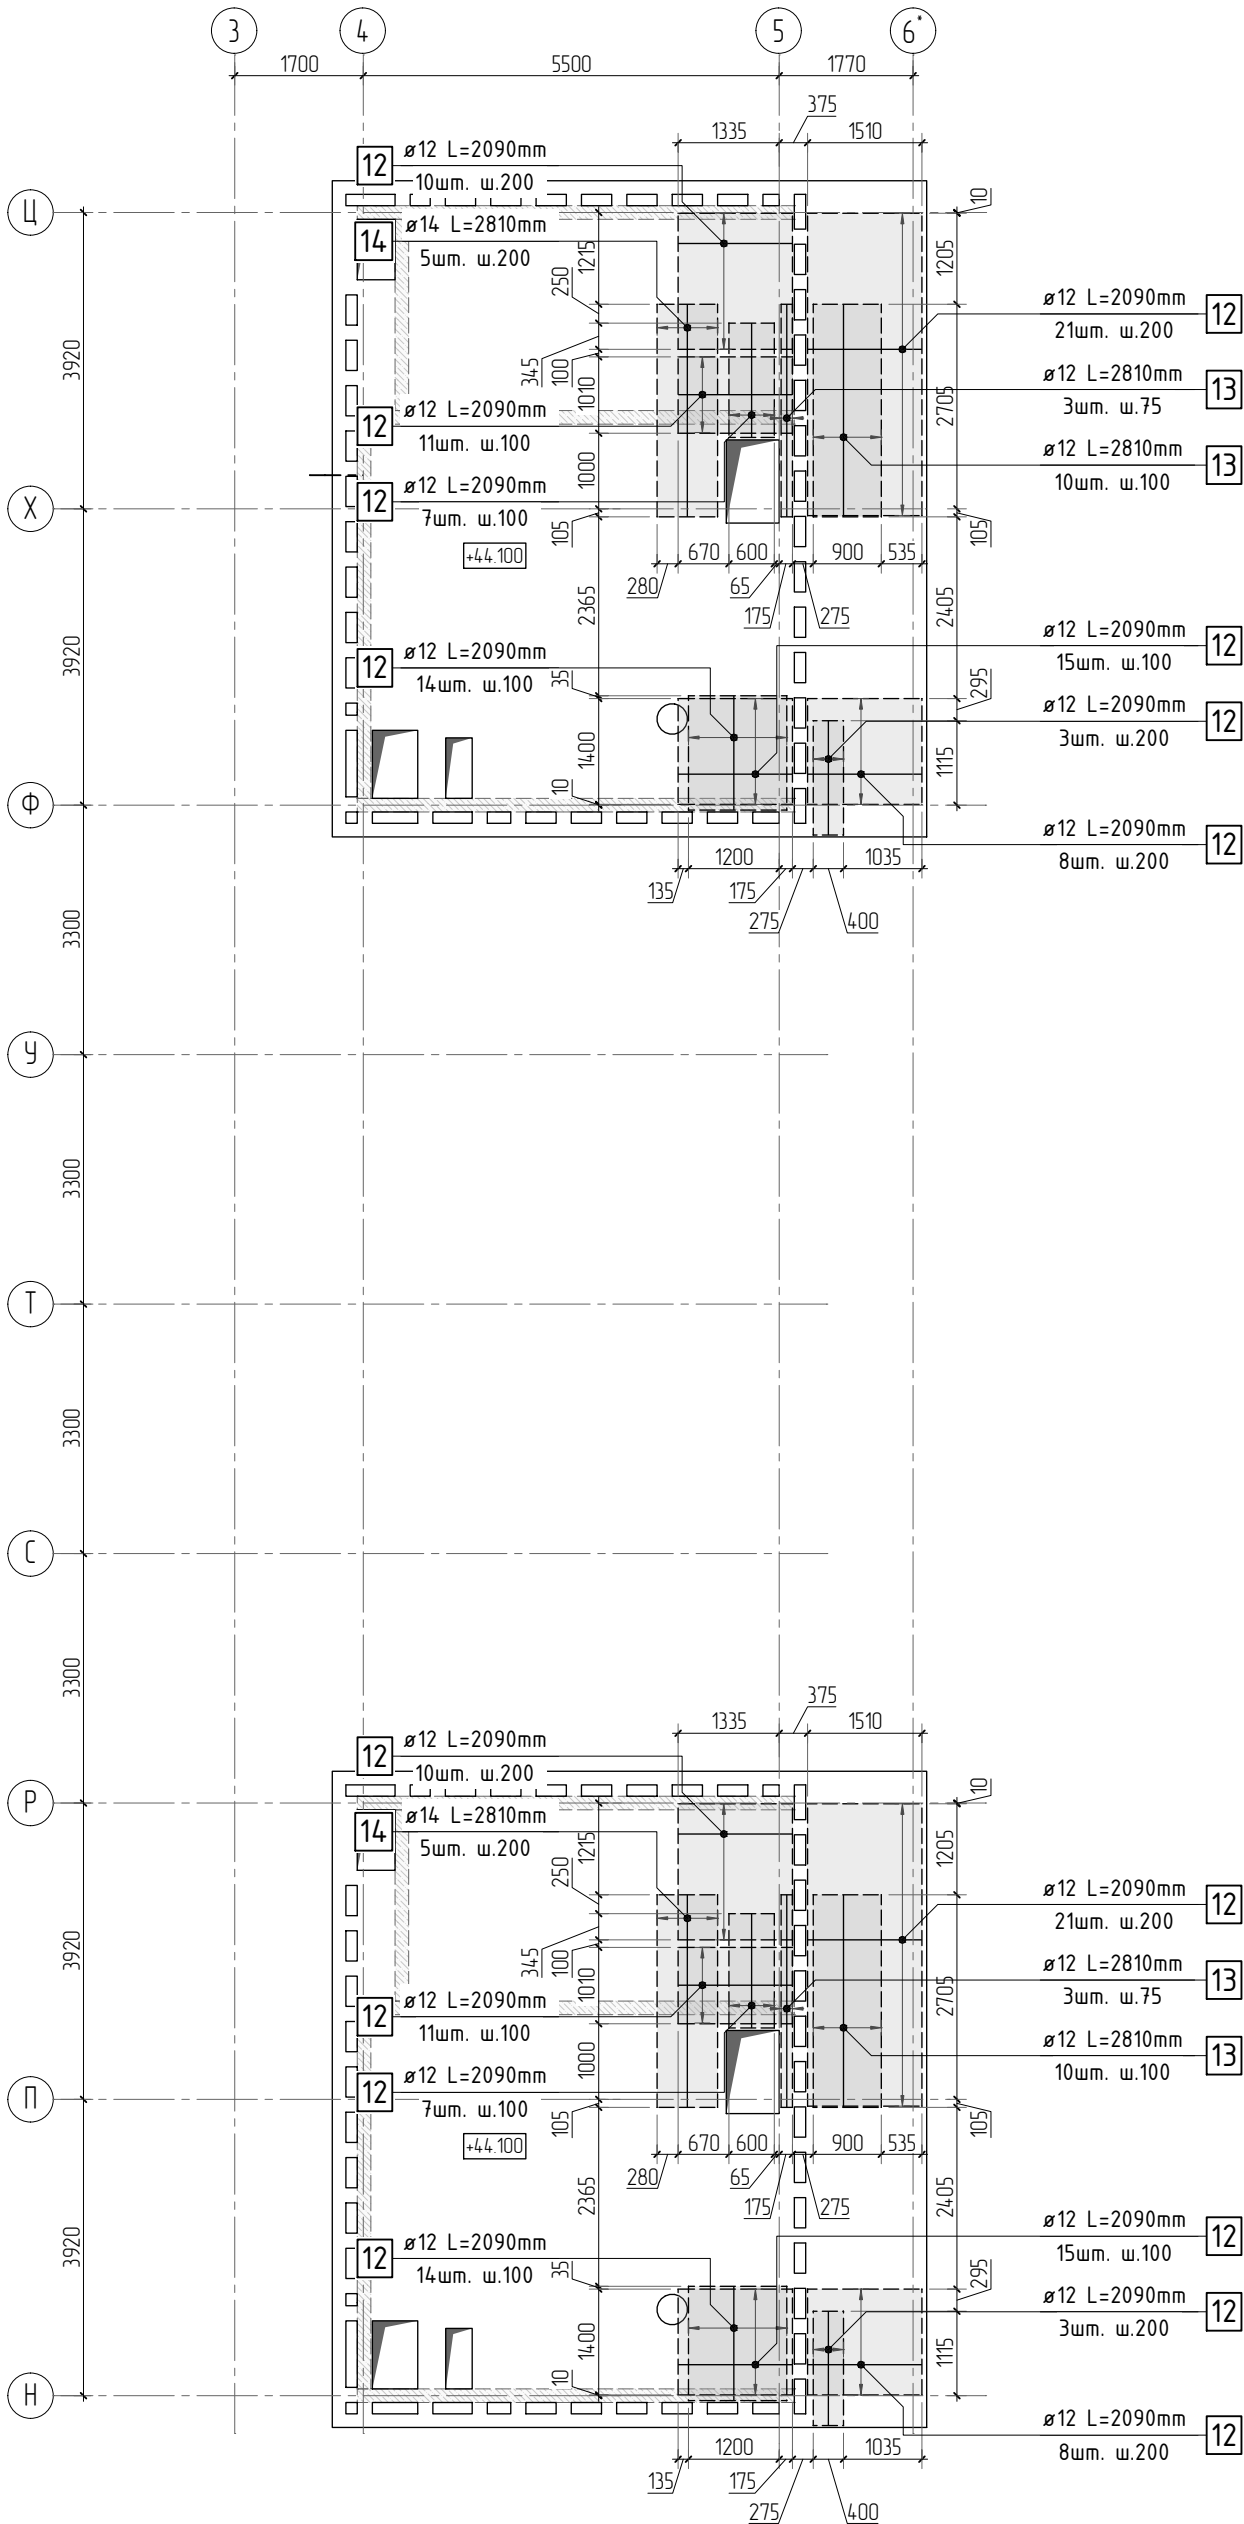 3 4 5 6*
1700 5500 1770
375
1335 1510
12 ø12 L=2090mm
10шт. ш.200
Ц
10
14 ø14 L=2810mm
5шт. ш.200
1215 1205
250
ø12 L=2090mm 12
21шт. ш.200
3920
345 100
ø12 L=2810mm 13
3шт. ш.75
1010 2705
12 ø12 L=2090mm
11шт. ш.100
ø12 L=2810mm 13
10шт. ш.100
1000
12 ø12 L=2090mm
7шт. ш.100
Х
105 105
+44.100
670 600 900 535
280 65
175 275
2365 2405
3920
ø12 L=2090mm 12
15шт. ш.100
12 ø12 L=2090mm
14шт. ш.100
35 295
ø12 L=2090mm 12
3шт. ш.200
1400 1115
10
Ф
ø12 L=2090mm 12
8шт. ш.200
1200 1035
135 175
275 400
3300
У
3300
Т
3300
С
3300
375
1335 1510
12 ø12 L=2090mm
10шт. ш.200
Р
10
14 ø14 L=2810mm
5шт. ш.200
1215 1205
250
ø12 L=2090mm 12
21шт. ш.200
3920
345 100
ø12 L=2810mm 13
3шт. ш.75
1010 2705
12 ø12 L=2090mm
11шт. ш.100
ø12 L=2810mm 13
10шт. ш.100
1000
12 ø12 L=2090mm
7шт. ш.100
П
105 105
+44.100
670 600 900 535
280 65
175 275
2365 2405
3920
ø12 L=2090mm 12
15шт. ш.100
12 ø12 L=2090mm
14шт. ш.100
35 295
ø12 L=2090mm 12
3шт. ш.200
1400 1115
10
Н
ø12 L=2090mm 12
8шт. ш.200
1200 1035
135 175
275 400